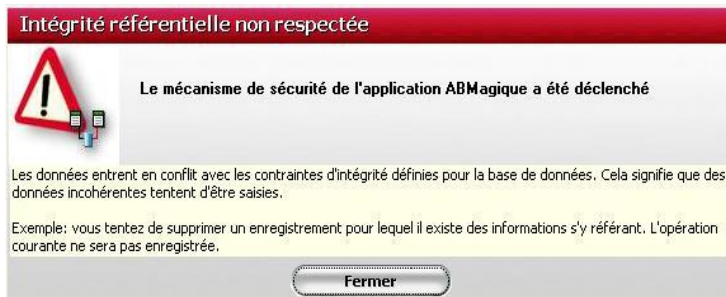 Intégrité référentielle non respectée
Le mécanisme de sécurité de l'application ABMagique a été déclenché
Les données entrent en conflit avec les contraintes d'intégrité définies pour la base de données. Cela signifie que des
données incohérentes tentent d'être saisies.
Exemple: vous tentez de supprimer un enregistrement pour lequel il existe des informations s'y référant. L'opération
courante ne sera pas enregistrée.
Fermer